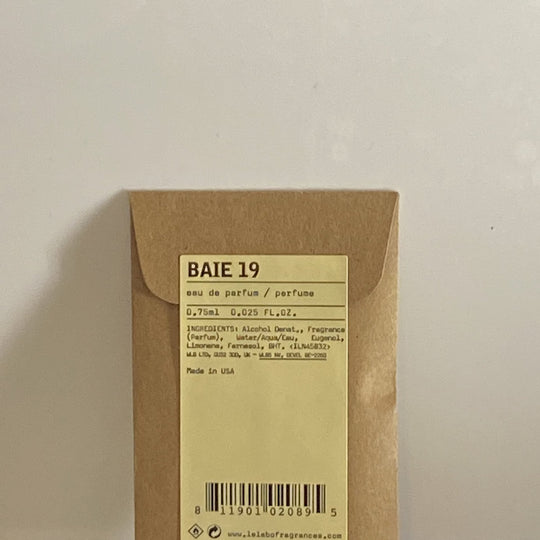 BAIE 19
eau de parfum / perfume
0.75ml 0.025 FL.OZ.
INGREDIENTS: Alcohol Denat., Fragrance
(Parfum), Water/Aqua/Eau, Eugenol,
Limonene, Farnesol, BHT. <ILN45832>
Made in USA
8 11901 02089 5
www.lelabofragrances.com